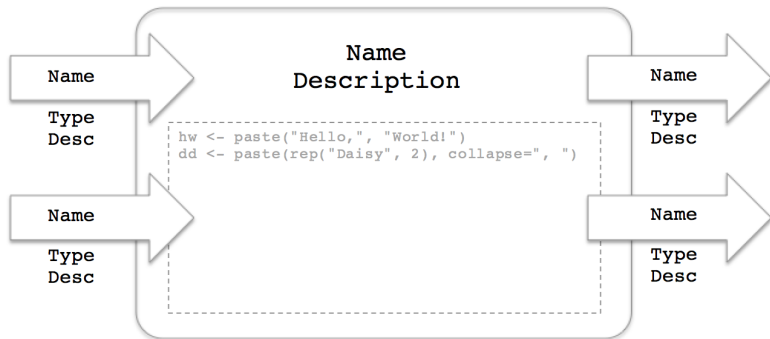 Name
Description
Name
Type
Desc
Name
Type
Desc
hw <- paste("Hello,", "World!")
dd <- paste(rep("Daisy", 2), collapse=", ")
Name
Type
Desc
Name
Type
Desc